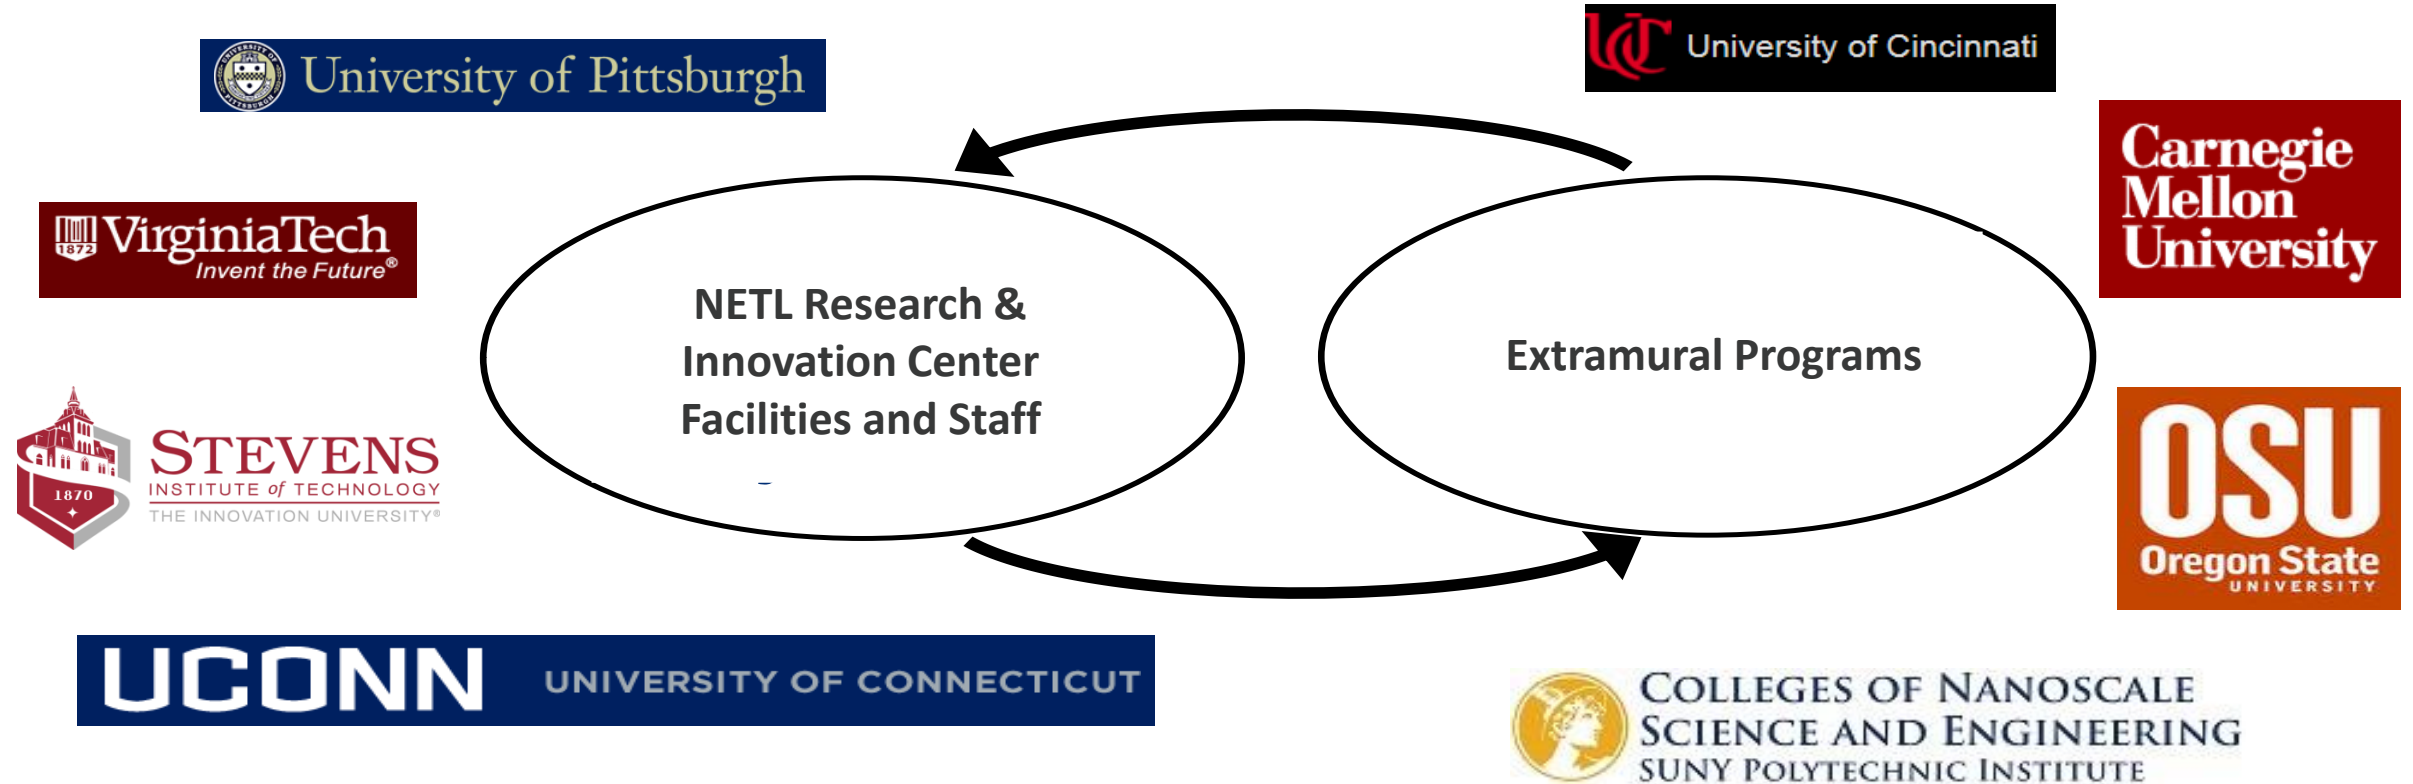 University of Pittsburgh
UC University of Cincinnati
Carnegie
Mellon
University
1872
VirginiaTech
Invent the Future®
NETL Research &
Innovation Center
Facilities and Staff
Extramural Programs
1870
STEVENS
INSTITUTE of TECHNOLOGY
THE INNOVATION UNIVERSITY®
OSU
Oregon State
UNIVERSITY
UCONN UNIVERSITY OF CONNECTICUT
COLLEGES OF NANOSCALE
SCIENCE AND ENGINEERING
SUNY POLYTECHNIC INSTITUTE